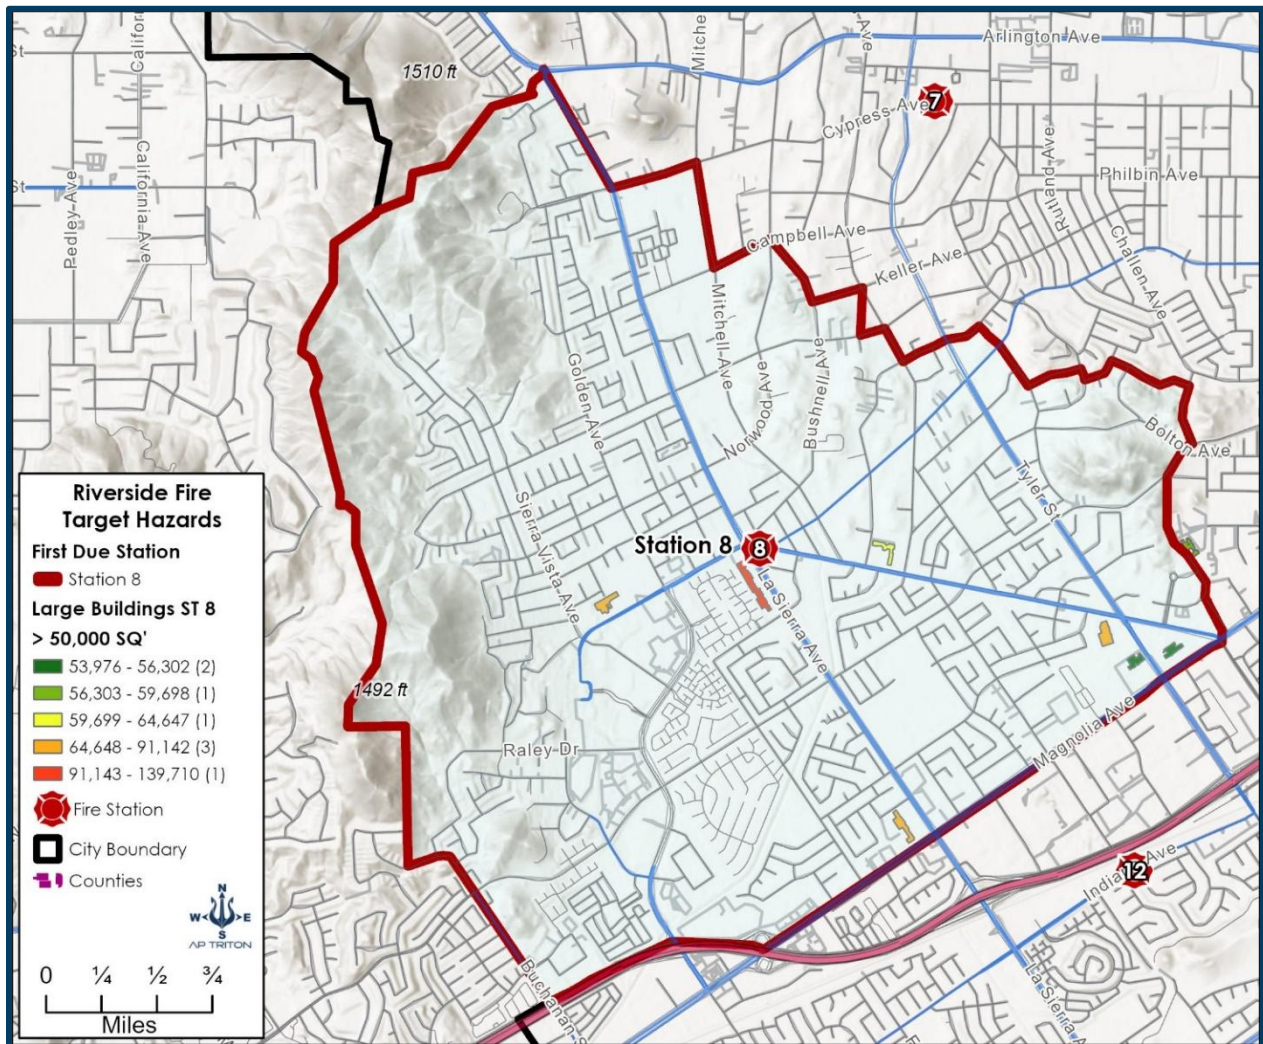 1510 ft
Mitche
Ave
Arlington Ave
St
Californi
Cypress Ave
7
California Ave
Pedley Ave
St
Rutland Ave
Philbin Ave
Campbell Ave
Keller Ave
Challen Ave
Mitchell Ave
Golden Ave
Norwood Ave
Bushnell Ave
Bolton Ave
Tyler St
Sierra Vista Ave
Station 8
8
La Sierra Ave
1492 ft
Raley Dr
Magnolia Ave
12
India
Ave
Buchanan S
La Sierra A
Riverside Fire
Target Hazards
First Due Station
Station 8
Large Buildings ST 8
> 50,000 SQ'
53,976 - 56,302 (2)
56,303 - 59,698 (1)
59,699 - 64,647 (1)
64,648 - 91,142 (3)
91,143 - 139,710 (1)
Fire Station
City Boundary
Counties
N
W E
S
AP TRITON
0 ¼ ½ ¾
Miles